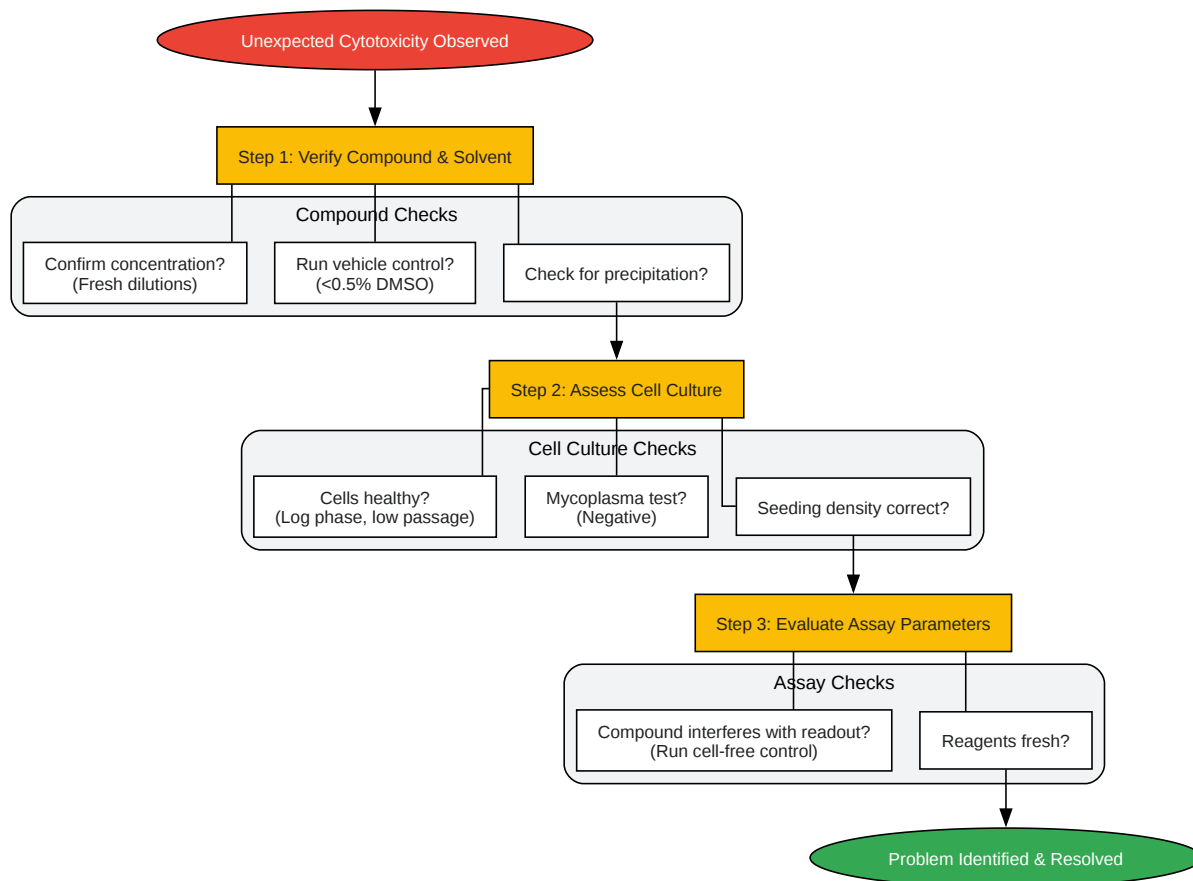 Unexpected Cytotoxicity Observed
Step 1: Verify Compound & Solvent
Compound Checks
Confirm concentration?
(Fresh dilutions)
Run vehicle control?
(<0.5% DMSO)
Check for precipitation?
Step 2: Assess Cell Culture
Cell Culture Checks
Cells healthy?
(Log phase, low passage)
Mycoplasma test?
(Negative)
Seeding density correct?
Step 3: Evaluate Assay Parameters
Assay Checks
Compound interferes with readout?
(Run cell-free control)
Reagents fresh?
Problem Identified & Resolved